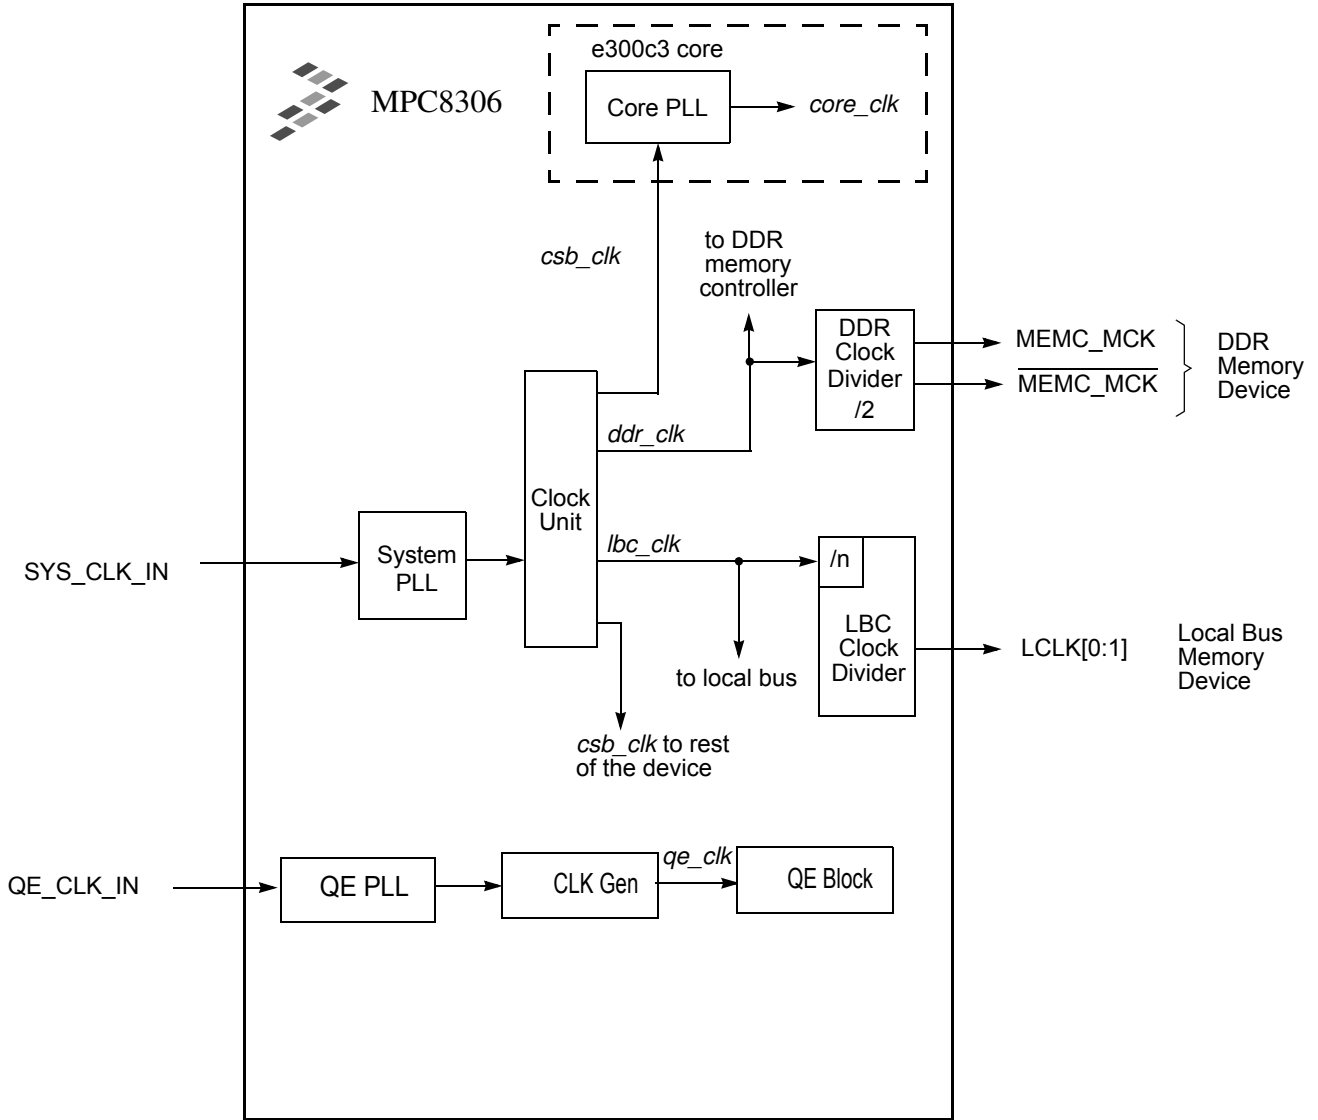 e300c3 core
MPC8306
Core PLL
core_clk
csb_clk
to DDR
memory
controller
DDR
Clock
Divider
/2
MEMC_MCK
MEMC_MCK
DDR
Memory
Device
ddr_clk
Clock
Unit
System
PLL
SYS_CLK_IN
lbc_clk
/n
LBC
Clock
Divider
LCLK[0:1]
Local Bus
Memory
Device
to local bus
csb_clk to rest
of the device
QE_CLK_IN
QE PLL
CLK Gen
qe_clk
QE Block